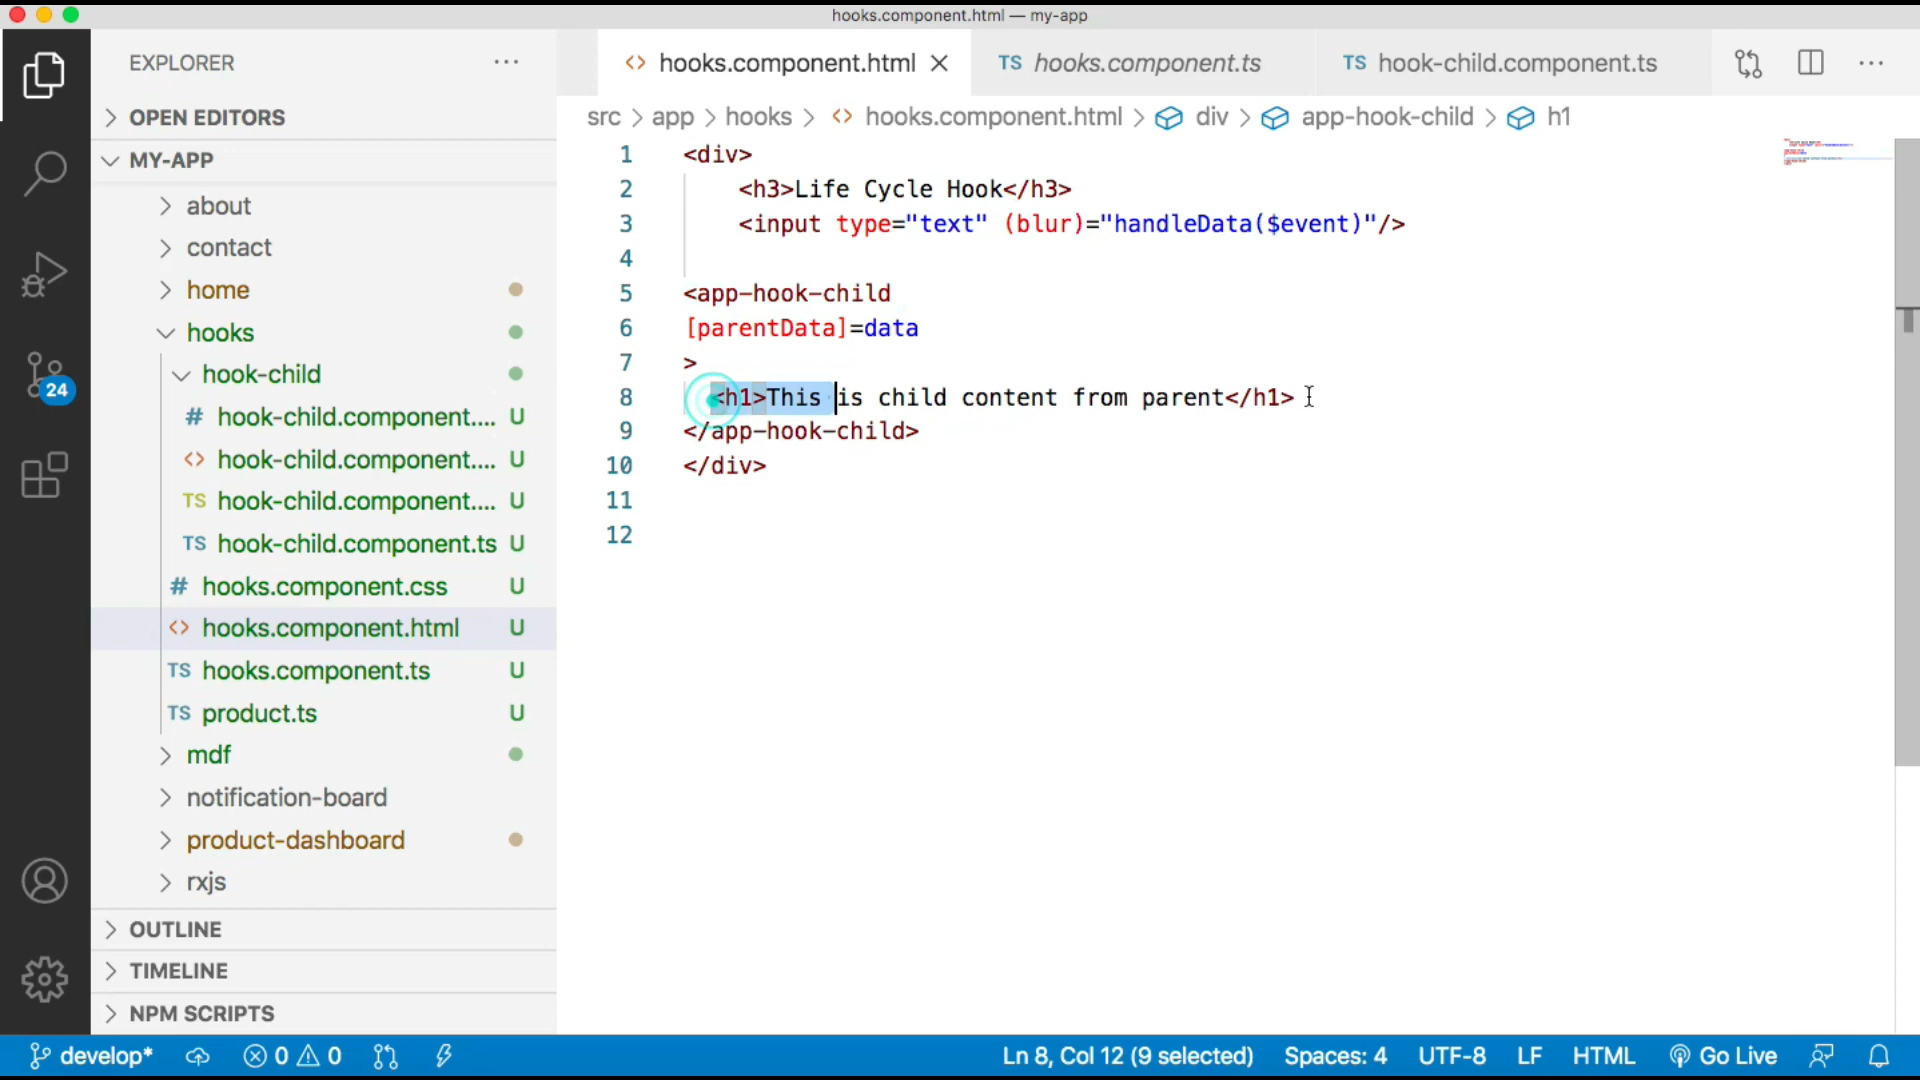 hooks.component.html — my-app
EXPLORER
OPEN EDITORS
MY-APP
about
contact
home
hooks
hook-child
# hook-child.component.... U
<> hook-child.component.... U
TS hook-child.component.... U
TS hook-child.component.ts U
# hooks.component.css U
<> hooks.component.html U
TS hooks.component.ts U
TS product.ts U
mdf
notification-board
product-dashboard
rxjs
OUTLINE
TIMELINE
NPM SCRIPTS
24
<> hooks.component.html
TS hooks.component.ts
TS hook-child.component.ts
src > app > hooks > <> hooks.component.html > div > app-hook-child > h1
1 <div>
2 <h3>Life Cycle Hook</h3>
3 <input type="text" (blur)="handleData($event)"/>
4
5 <app-hook-child
6 [parentData]=data
7 >
8 <h1>This is child content from parent</h1>
9 </app-hook-child>
10 </div>
11
12
develop* 0 0 Ln 8, Col 12 (9 selected) Spaces: 4 UTF-8 LF HTML Go Live